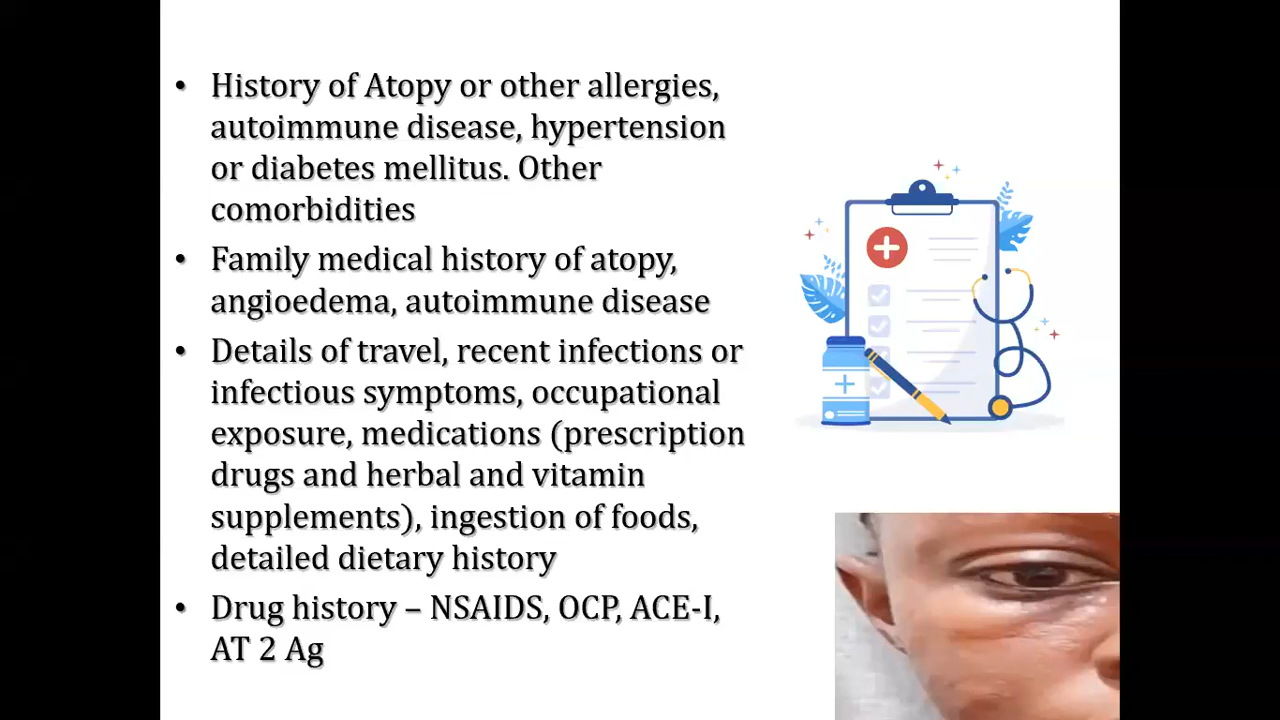 • History of Atopy or other allergies,
autoimmune disease, hypertension
or diabetes mellitus. Other
comorbidities
• Family medical history of atopy,
angioedema, autoimmune disease
• Details of travel, recent infections or
infectious symptoms, occupational
exposure, medications (prescription
drugs and herbal and vitamin
supplements), ingestion of foods,
detailed dietary history
• Drug history – NSAIDS, OCP, ACE-I,
AT 2 Ag